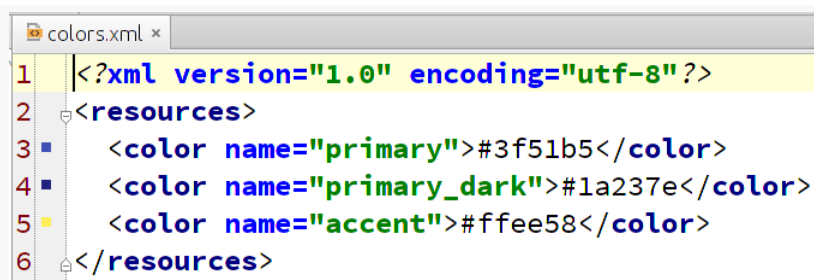 colors.xml ×
1 <?xml version="1.0" encoding="utf-8"?>
2 <resources>
3 <color name="primary">#3f51b5</color>
4 <color name="primary_dark">#1a237e</color>
5 <color name="accent">#ffee58</color>
6 </resources>